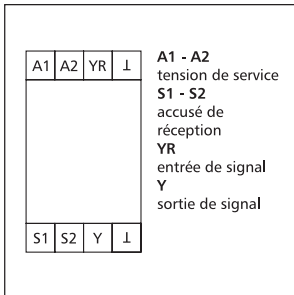 A1 A2 YR ⊥
A1 - A2
tension de service
S1 - S2
accusé de
réception
YR
entrée de signal
Y
sortie de signal
S1 S2 Y ⊥